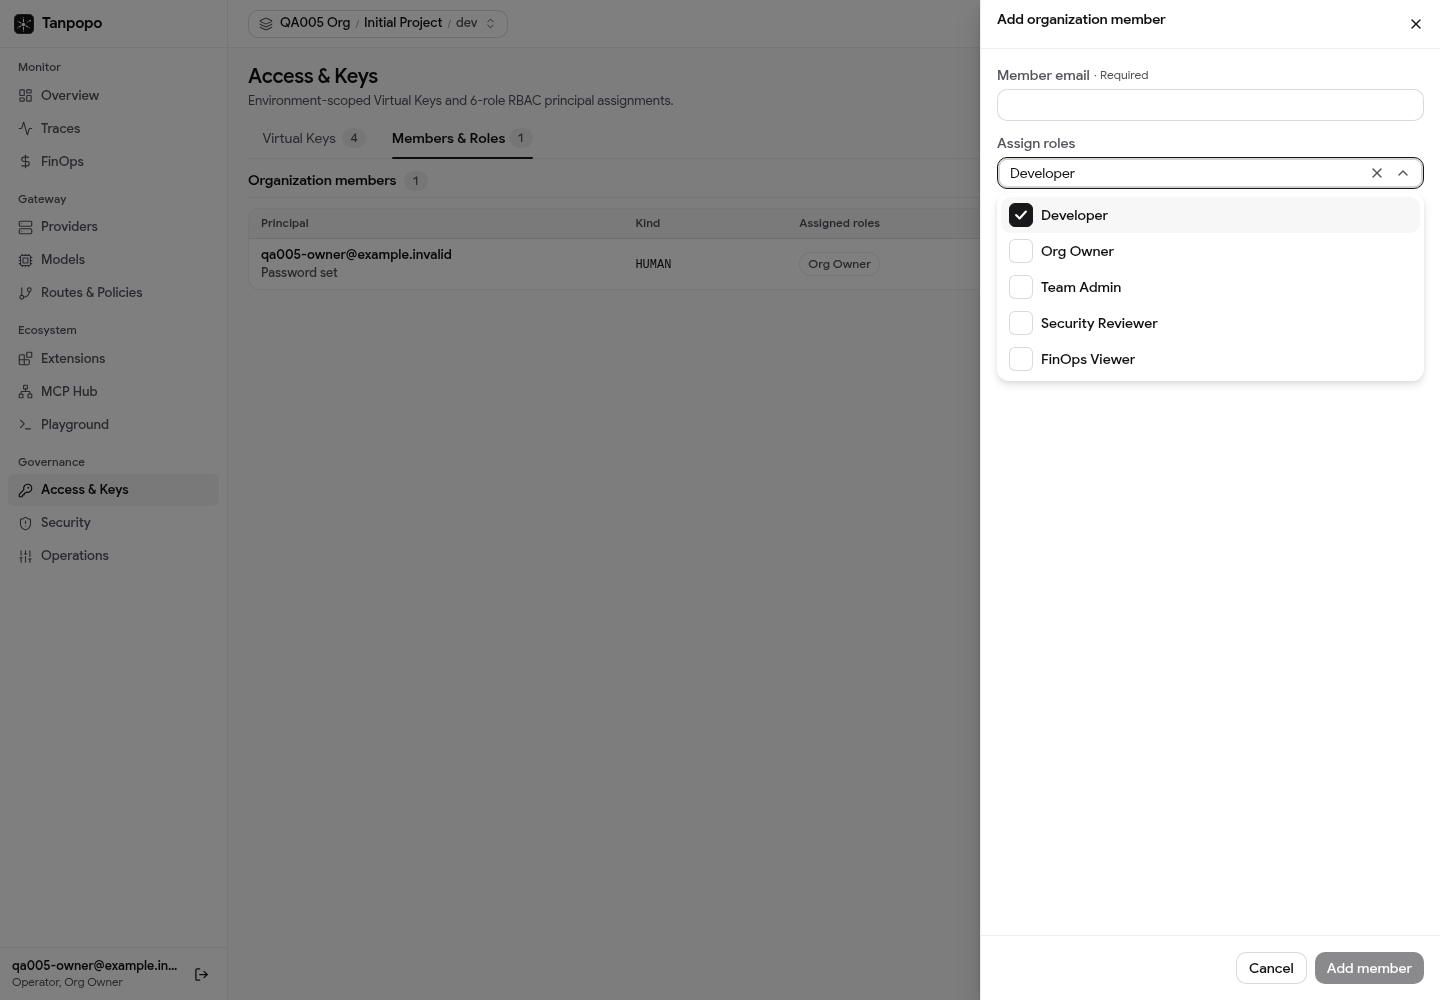 Tanpopo
Monitor
Overview
Traces
FinOps
Gateway
Providers
Models
Routes & Policies
Ecosystem
Extensions
MCP Hub
Playground
Governance
Access & Keys
Security
Operations
qa005-owner@example.in...
Operator, Org Owner
QA005 Org / Initial Project / dev
Access & Keys
Environment-scoped Virtual Keys and 6-role RBAC principal assignments.
Virtual Keys 4 Members & Roles 1
Organization members 1
Principal Kind Assigned roles
qa005-owner@example.invalid HUMAN Org Owner
Password set
Add organization member
Member email · Required
Assign roles
Developer
Developer
Org Owner
Team Admin
Security Reviewer
FinOps Viewer
Cancel Add member